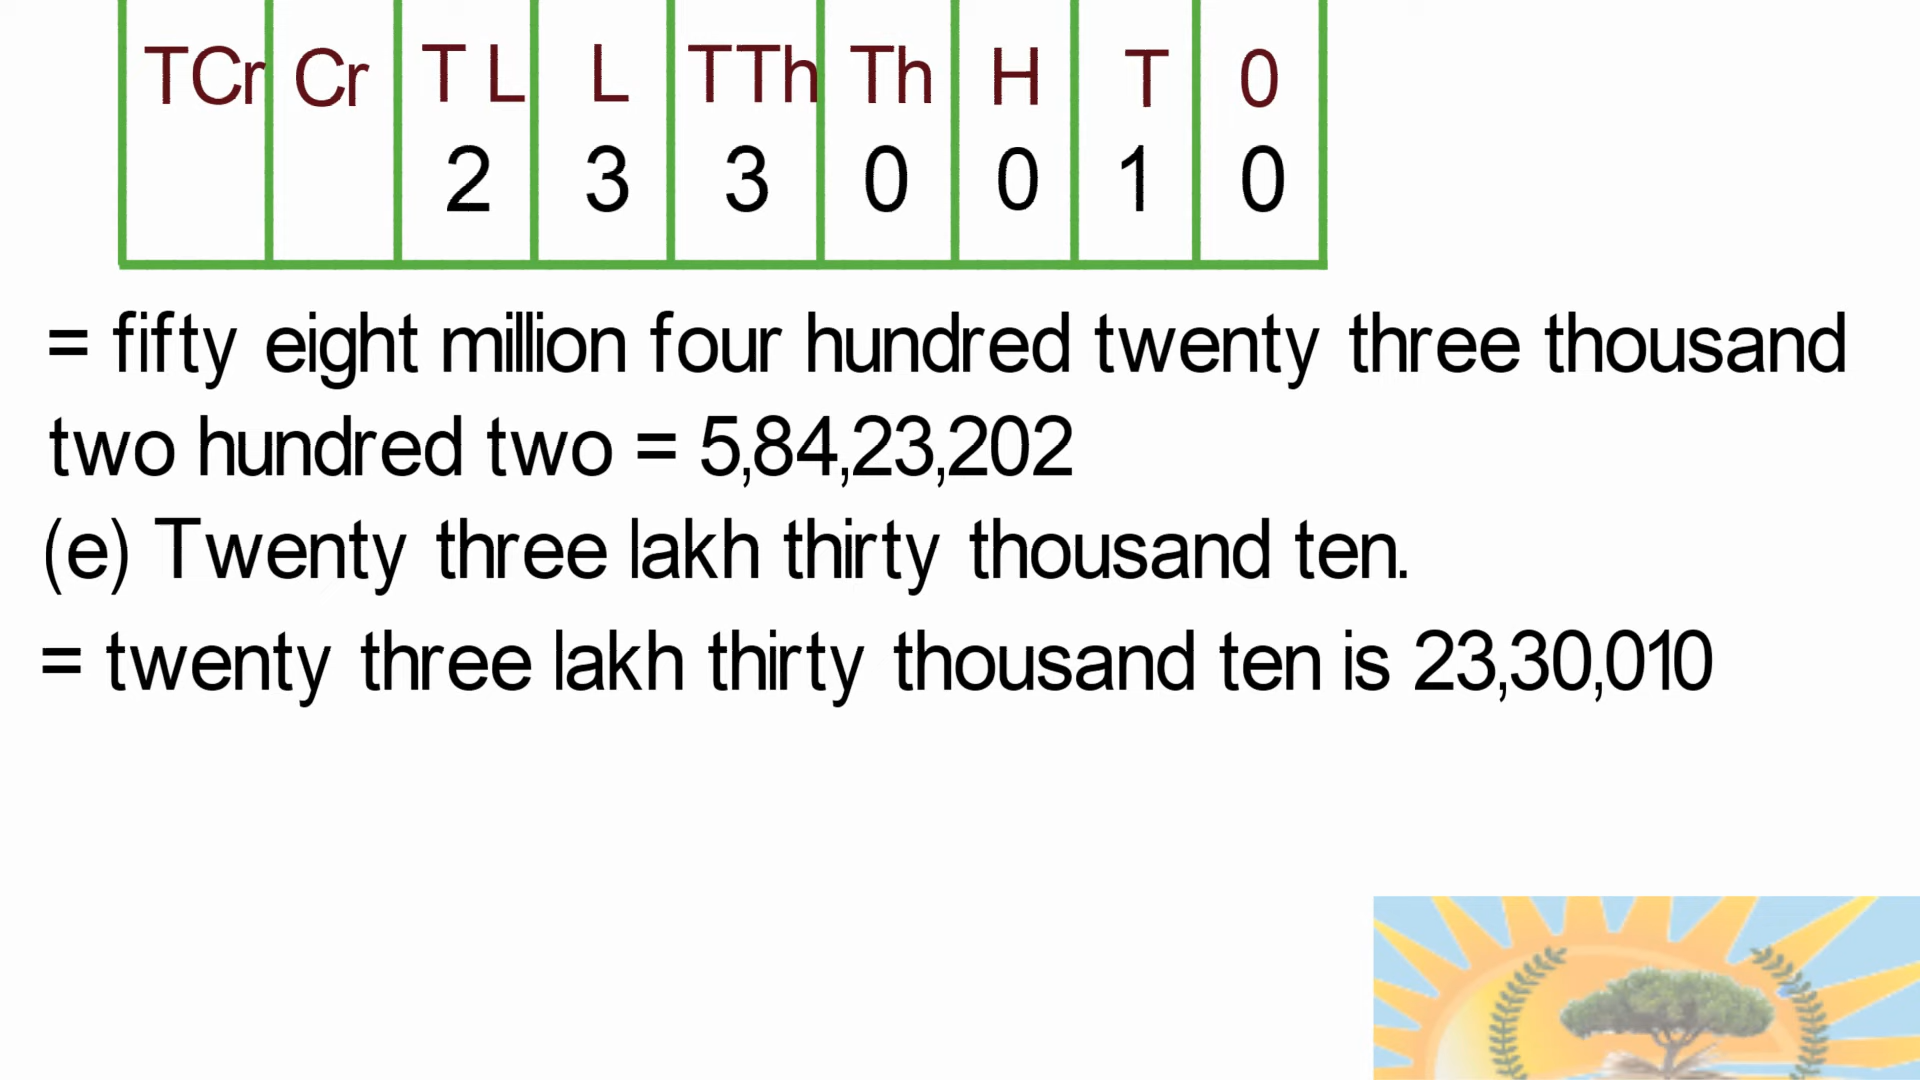 TCr Cr T L L TTh Th H T 0
2 3 3 0 0 1 0
= fifty eight million four hundred twenty three thousand
two hundred two = 5,84,23,202
(e) Twenty three lakh thirty thousand ten.
= twenty three lakh thirty thousand ten is 23,30,010